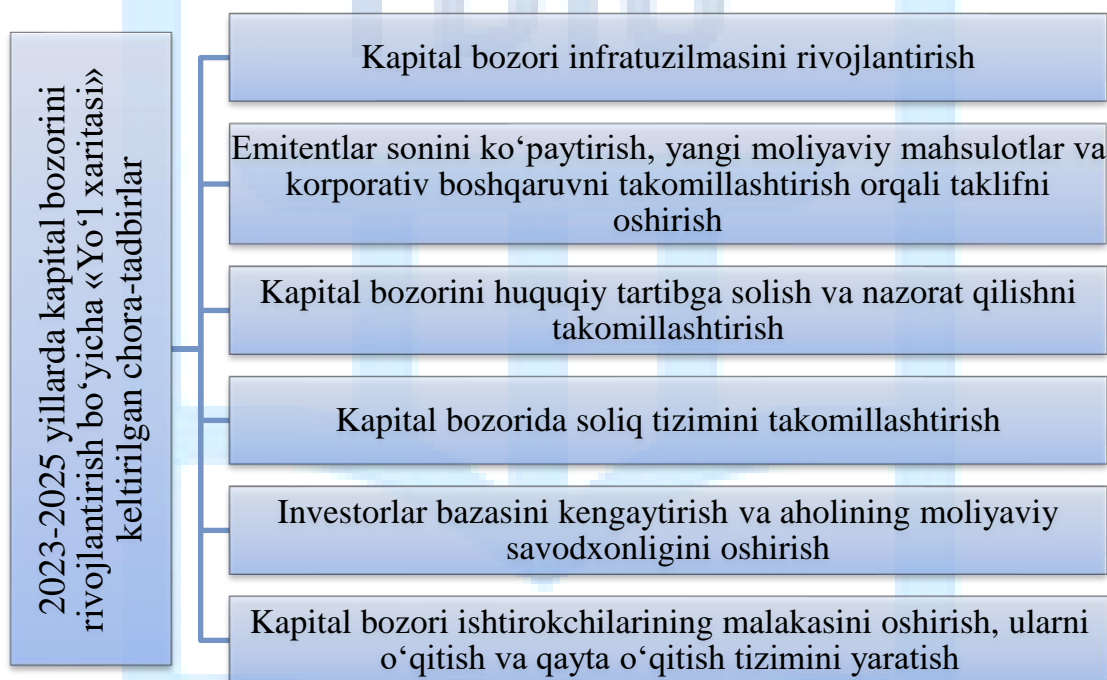 2023-2025 yillarda kapital bozorini
rivojlantirish bo‘yicha «Yo‘l xaritasi»
keltirilgan chora-tadbirlar
Kapital bozori infratuzilmasini rivojlantirish
Emitentlar sonini ko‘paytirish, yangi moliyaviy mahsulotlar va
korporativ boshqaruvni takomillashtirish orqali taklifni
oshirish
Kapital bozorini huquqiy tartibga solish va nazorat qilishni
takomillashtirish
Kapital bozorida soliq tizimini takomillashtirish
Investorlar bazasini kengaytirish va aholining moliyaviy
savodxonligini oshirish
Kapital bozori ishtirokchilarining malakasini oshirish, ularni
o‘qitish va qayta o‘qitish tizimini yaratish